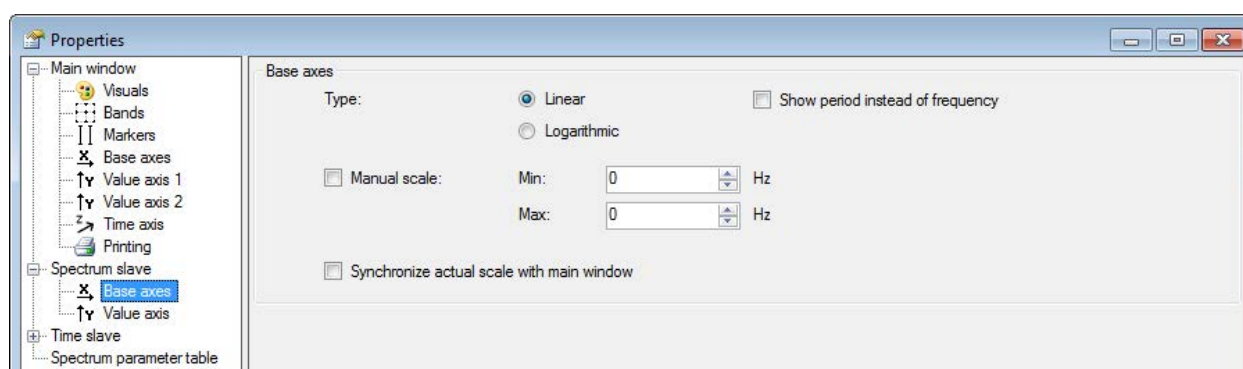 Properties
Main window
Visuals
Bands
Markers
Base axes
Value axis 1
Value axis 2
Time axis
Printing
Spectrum slave
Base axes
Value axis
Time slave
Spectrum parameter table
Base axes
Type: Linear Show period instead of frequency
Logarithmic
Manual scale: Min: 0 Hz
Max: 0 Hz
Synchronize actual scale with main window